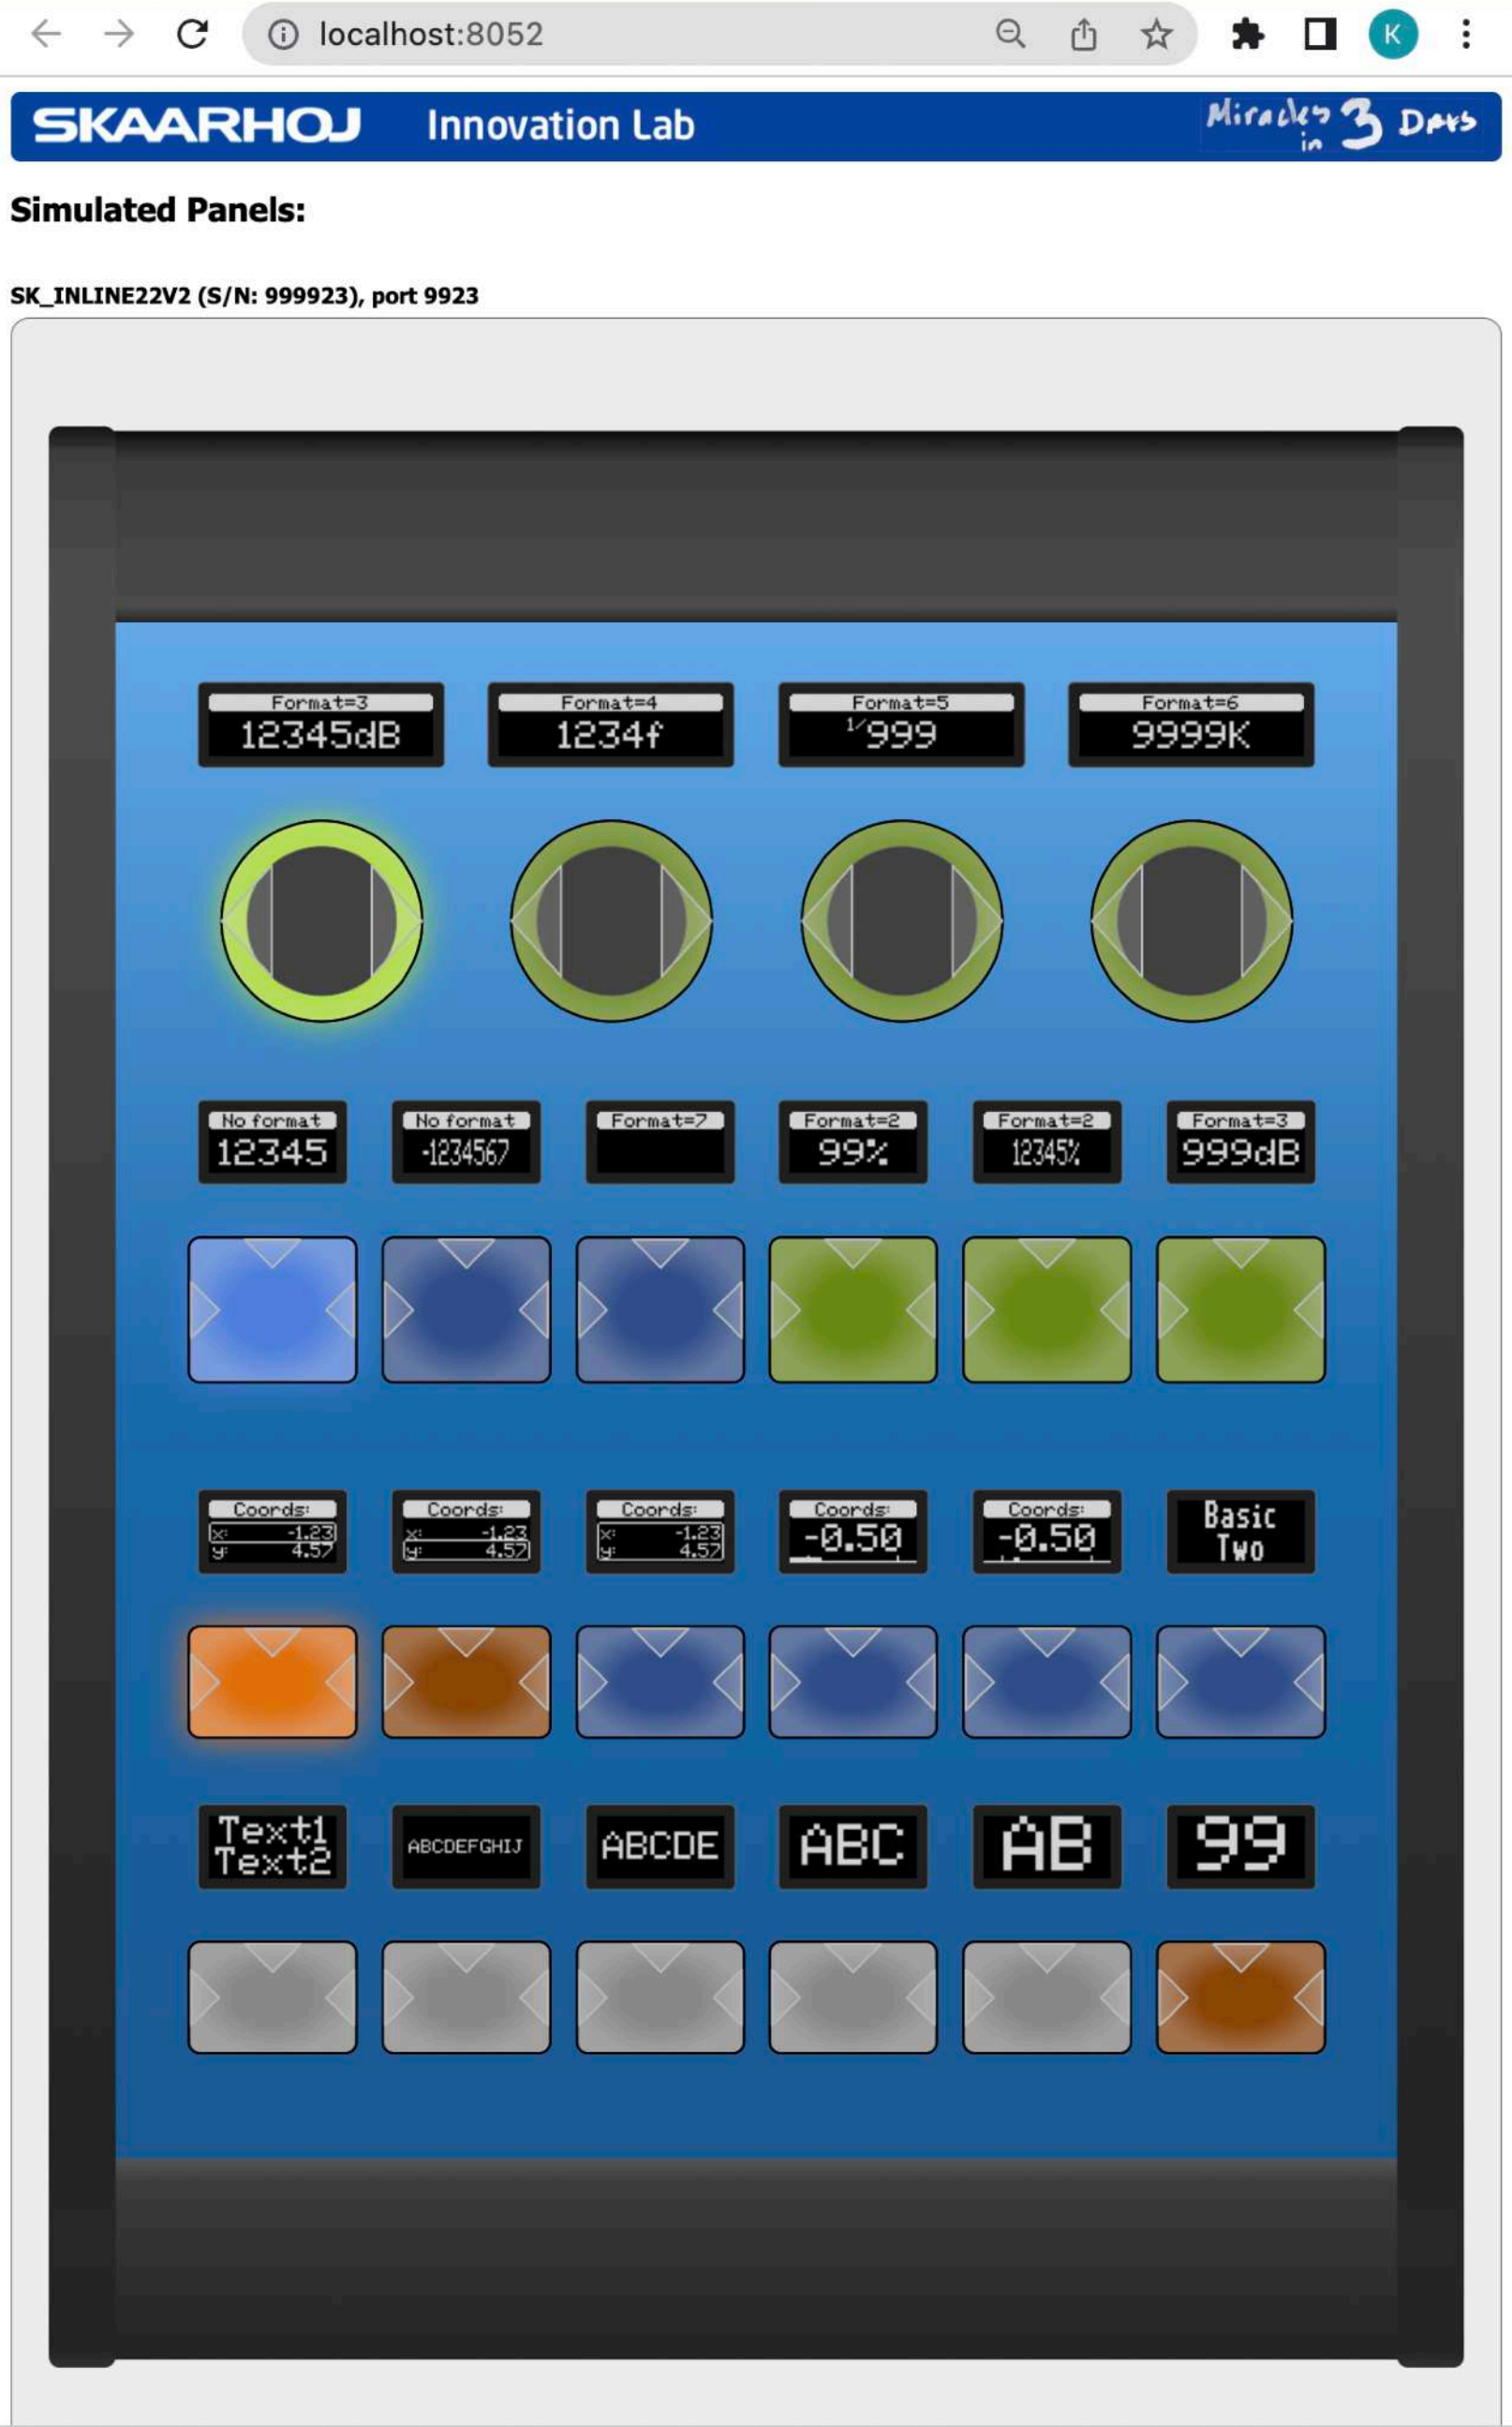 localhost:8052
K
SKAARHOJ Innovation Lab Miracles in 3 DAYS
Simulated Panels:
SK_INLINE22V2 (S/N: 999923), port 9923
Format=3 Format=4 Format=5 Format=6
12345dB 1234f 1/999 9999K
No format No format Format=7 Format=2 Format=2 Format=3
12345 -1234567 99% 12345% 999dB
Coords: Coords: Coords: Coords: Coords: Basic
x: -1.23 x: -1.23 x: -1.23 -0.50 -0.50 Two
y: 4.57 y: 4.57 y: 4.57
Text1 ABCDEFGHIJ ABCDE ABC AB 99
Text2